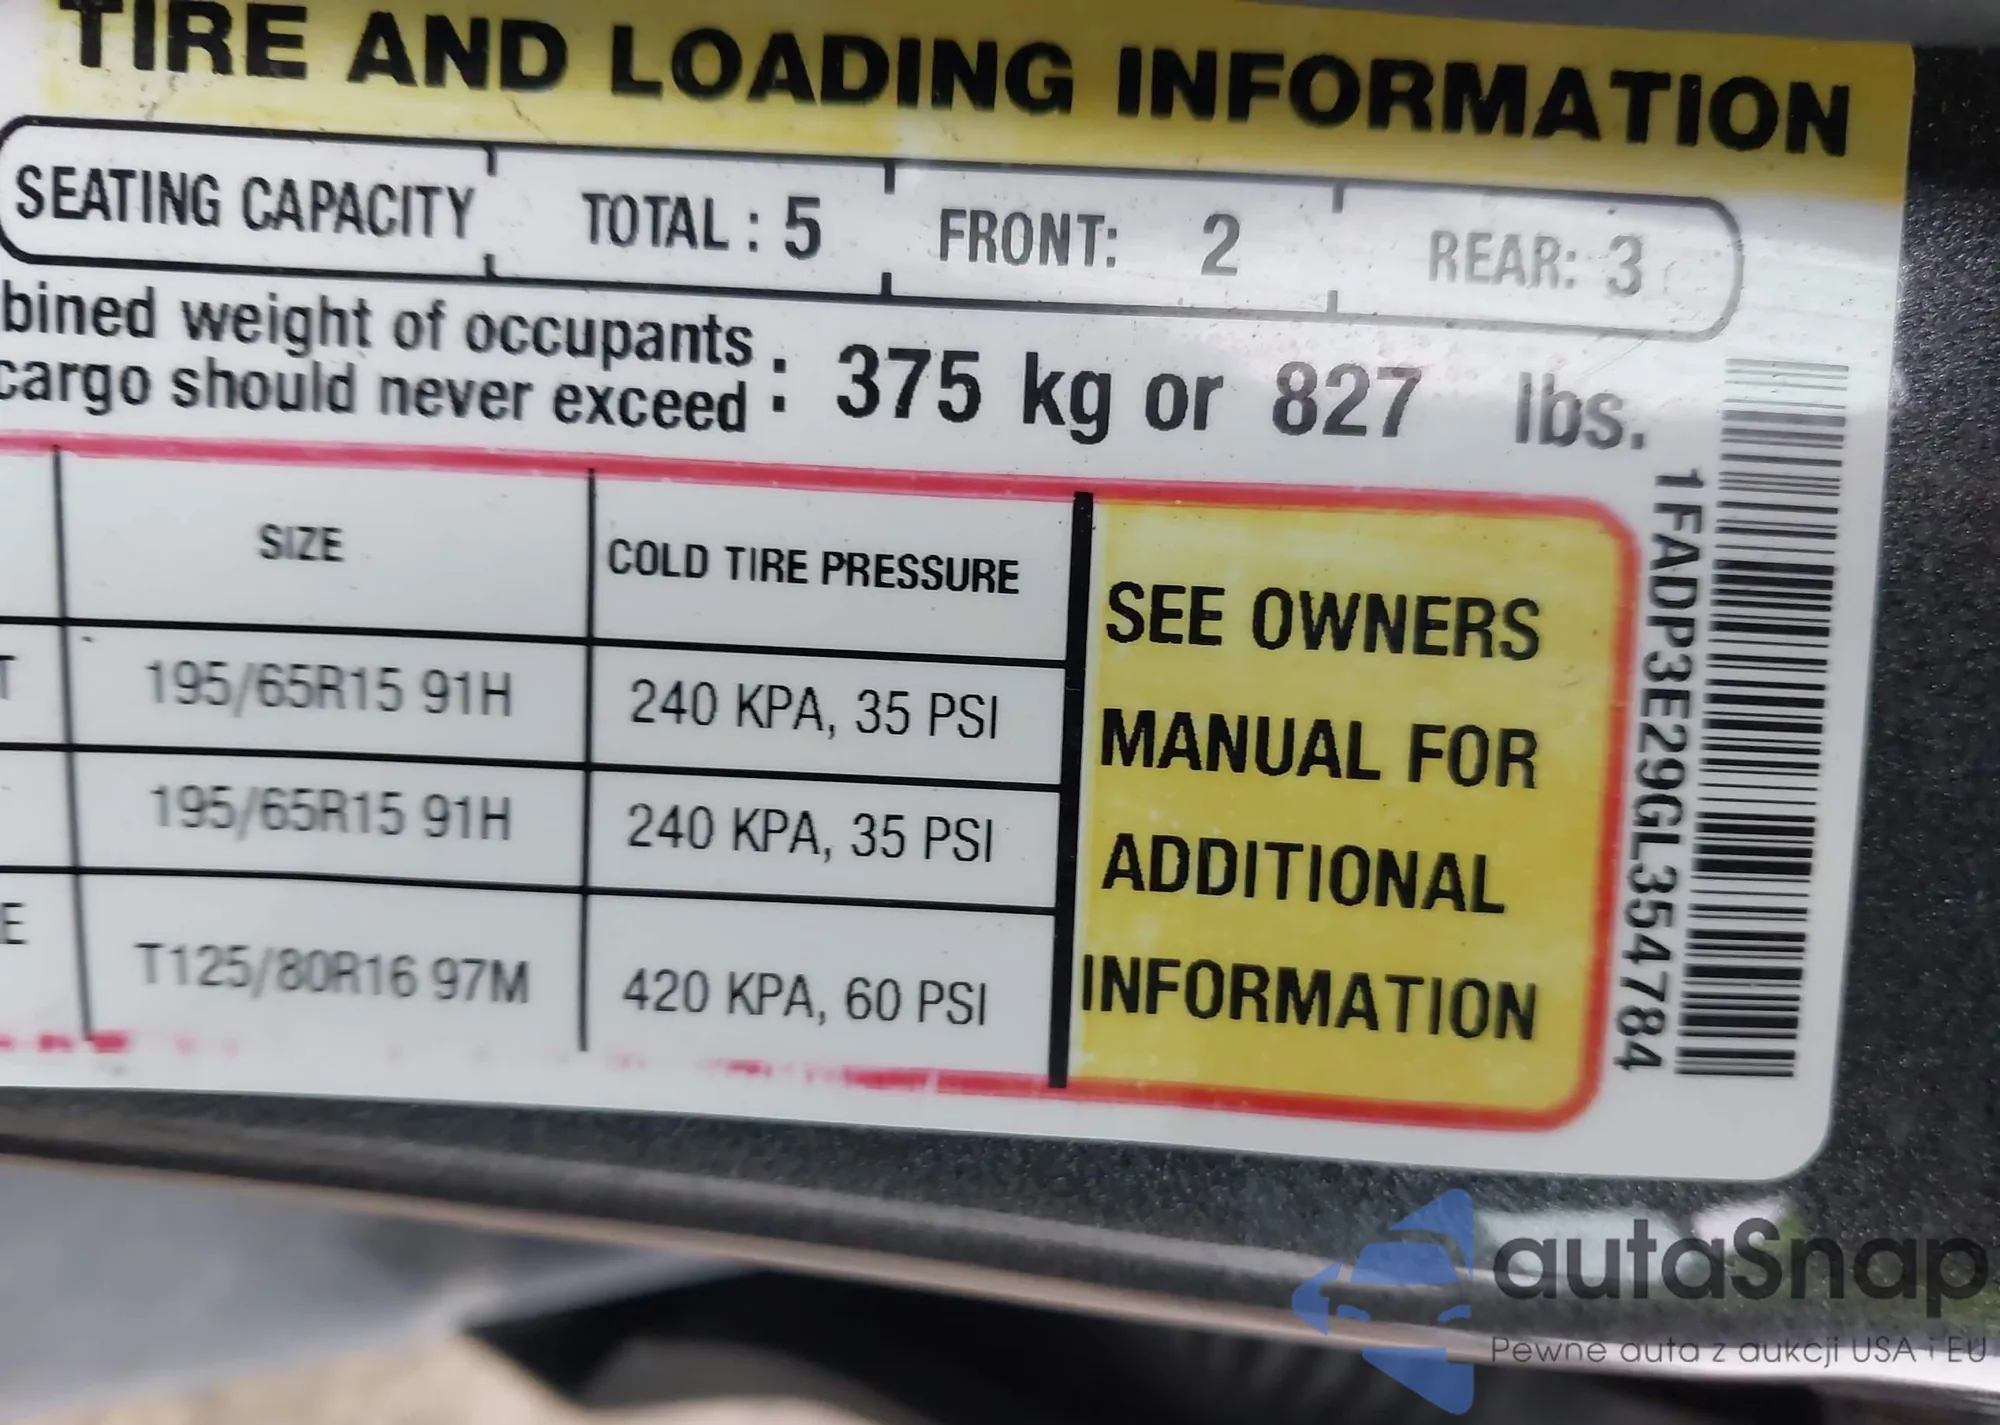 TIRE AND LOADING INFORMATION
SEATING CAPACITY TOTAL : 5 FRONT: 2 REAR: 3
bined weight of occupants
cargo should never exceed : 375 kg or 827 lbs.
SIZE COLD TIRE PRESSURE
T 195/65R15 91H 240 KPA, 35 PSI
195/65R15 91H 240 KPA, 35 PSI
E T125/80R16 97M 420 KPA, 60 PSI
SEE OWNERS
MANUAL FOR
ADDITIONAL
INFORMATION
1FADP3E29GL354784
autaSnap
Pewne auta z aukcji USA i EU